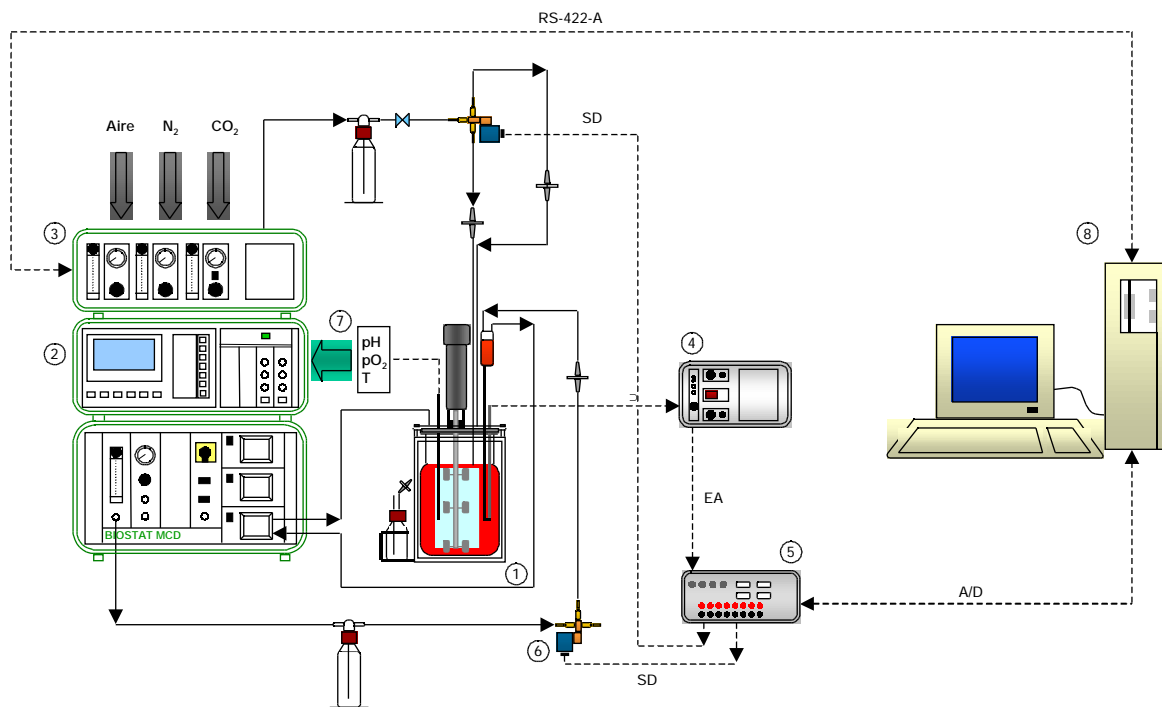 RS-422-A
Aire N₂ CO₂
SD
3
8
7
2
pH
pO₂
T
4
EA
BIOSTAT MCD
5
1
A/D
6
SD